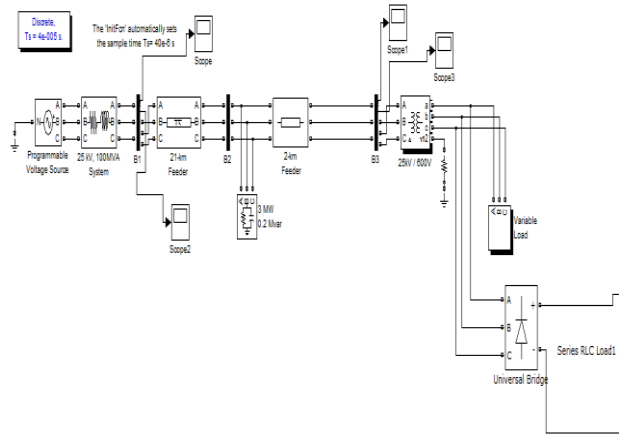 Discrete,
Ts = 4e-005 s.
The 'InitFcn' automatically sets
the sample time Ts= 40e-6 s
Scope
Scope1
Scope3
N
A
B
C
A
B
C
A
B
C
A
B
C
A
B
C
A
B
C
a
b
c
n2
Programmable
Voltage Source
25 kV, 100MVA
System
B1
21-km
Feeder
B2
2-km
Feeder
B3
25kV / 600V
Scope2
A
B
C
3 MW
0.2 Mvar
A
B
C
Variable
Load
A
B
C
+
-
Universal Bridge
Series RLC Load1